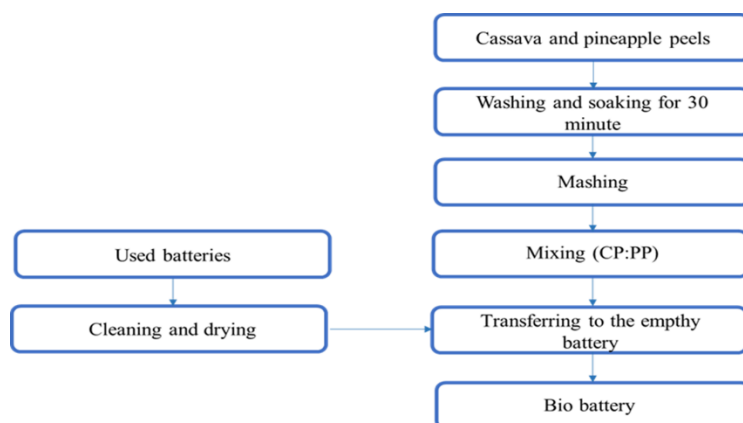 Cassava and pineapple peels
Washing and soaking for 30
minute
Mashing
Used batteries
Mixing (CP:PP)
Cleaning and drying
Transferring to the empthy
battery
Bio battery